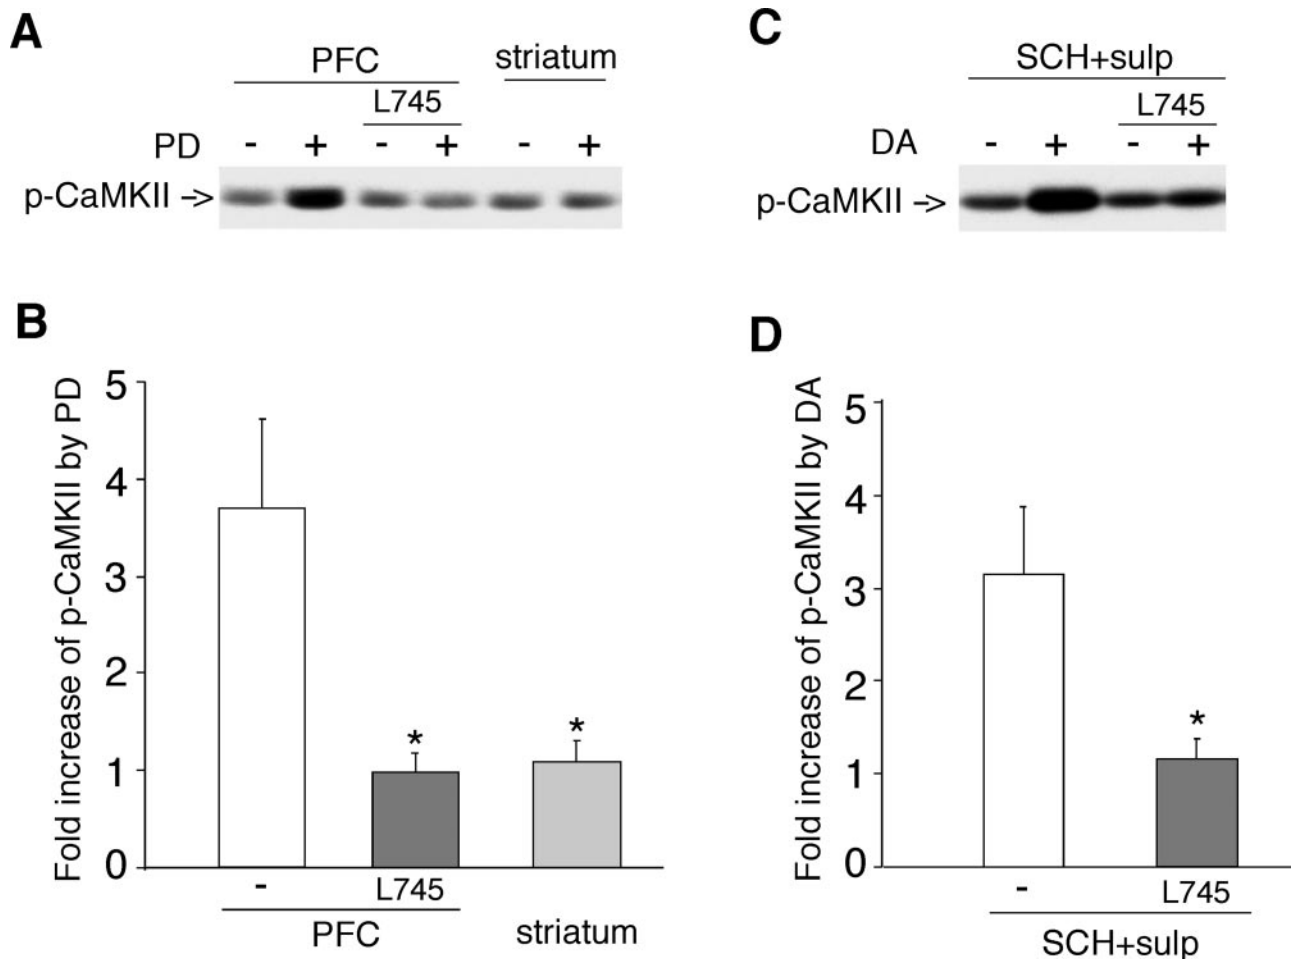 A
PFC
striatum
L745
PD - + - + - +
p-CaMKII ->
B
Fold increase of p-CaMKII by PD
5
4
3
2
1
0
*
*
-
L745
PFC
striatum
C
SCH+sulp
L745
DA - + - +
p-CaMKII ->
D
Fold increase of p-CaMKII by DA
5
4
3
2
1
0
*
-
L745
SCH+sulp